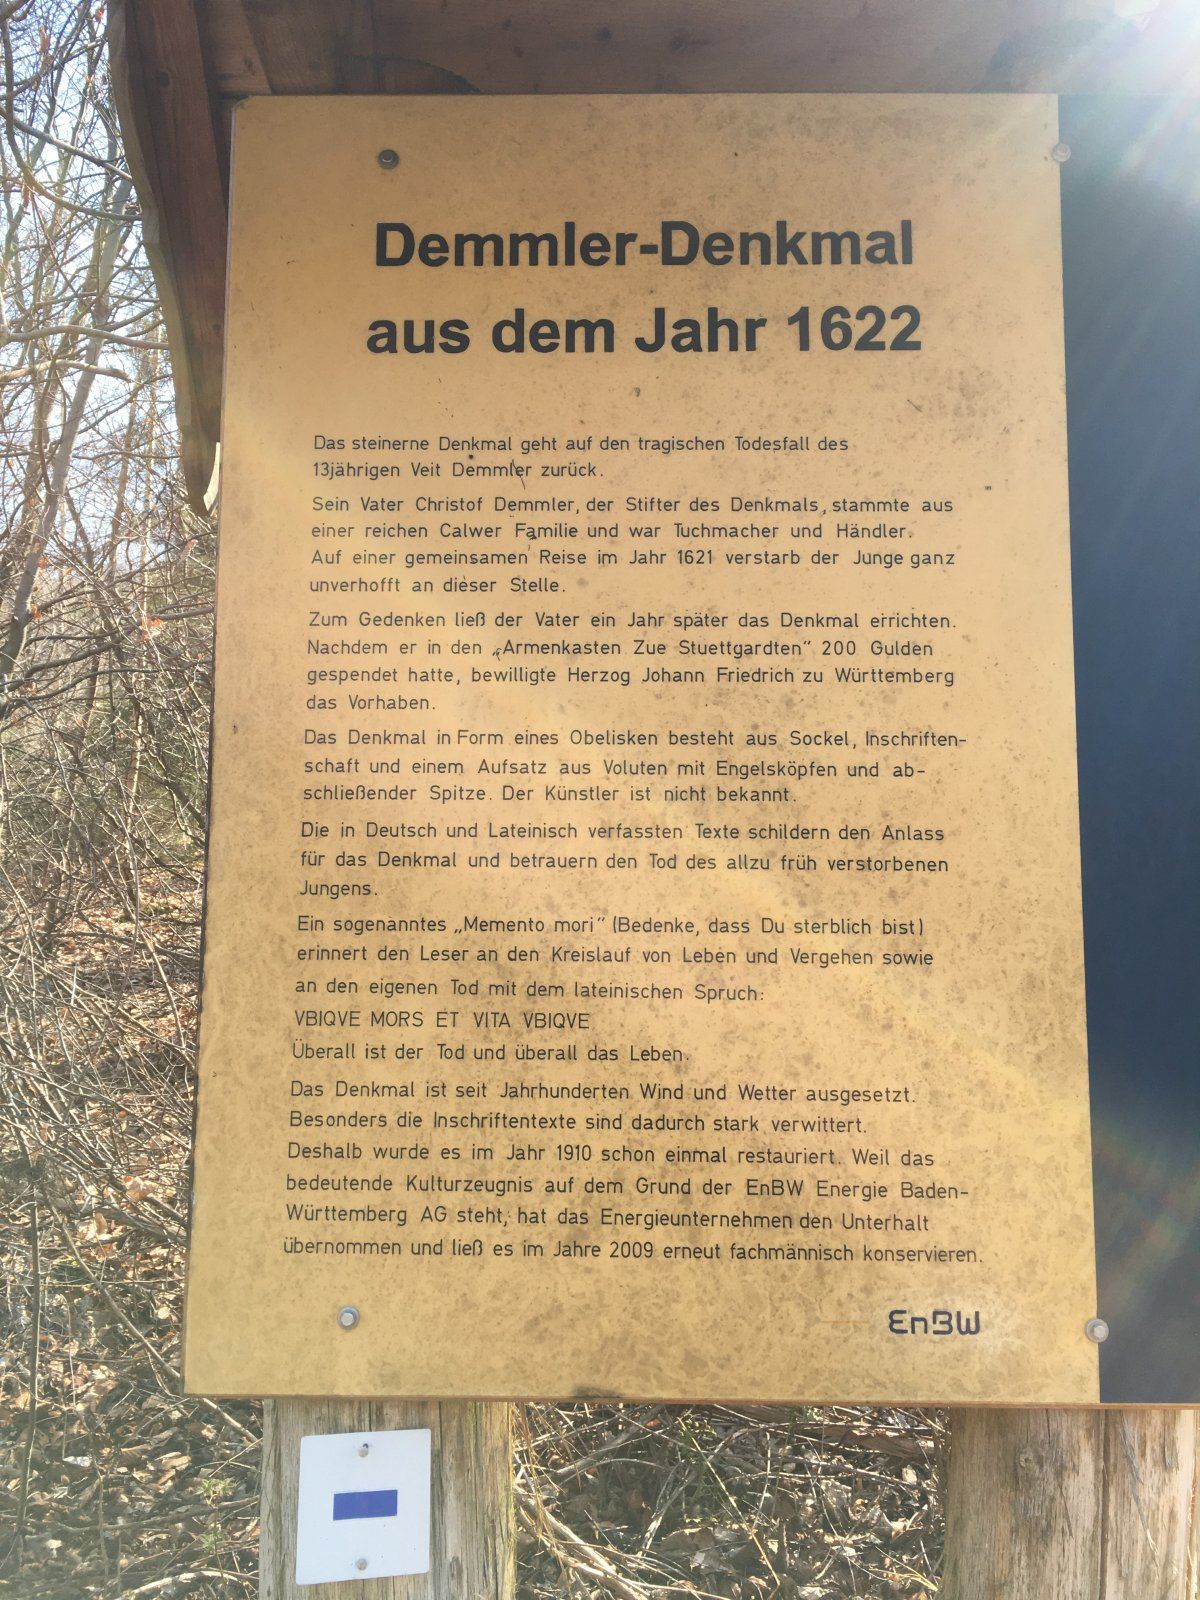 Demmler-Denkmal
aus dem Jahr 1622
Das steinerne Denkmal geht auf den tragischen Todesfall des
13jährigen Veit Demmler zurück.
Sein Vater Christof Demmler, der Stifter des Denkmals, stammte aus
einer reichen Calwer Familie und war Tuchmacher und Händler.
Auf einer gemeinsamen Reise im Jahr 1621 verstarb der Junge ganz
unverhofft an dieser Stelle.
Zum Gedenken ließ der Vater ein Jahr später das Denkmal errichten.
Nachdem er in den „Armenkasten Zue Stuettgardten" 200 Gulden
gespendet hatte, bewilligte Herzog Johann Friedrich zu Württemberg
das Vorhaben.
Das Denkmal in Form eines Obelisken besteht aus Sockel, Inschriften-
schaft und einem Aufsatz aus Voluten mit Engelsköpfen und ab-
schließender Spitze. Der Künstler ist nicht bekannt.
Die in Deutsch und Lateinisch verfassten Texte schildern den Anlass
für das Denkmal und betrauern den Tod des allzu früh verstorbenen
Jungens.
Ein sogenanntes „Memento mori" (Bedenke, dass Du sterblich bist)
erinnert den Leser an den Kreislauf von Leben und Vergehen sowie
an den eigenen Tod mit dem lateinischen Spruch:
VBIQVE MORS ET VITA VBIQVE
Überall ist der Tod und überall das Leben.
Das Denkmal ist seit Jahrhunderten Wind und Wetter ausgesetzt.
Besonders die Inschriftentexte sind dadurch stark verwittert.
Deshalb wurde es im Jahr 1910 schon einmal restauriert. Weil das
bedeutende Kulturzeugnis auf dem Grund der EnBW Energie Baden-
Württemberg AG steht, hat das Energieunternehmen den Unterhalt
übernommen und ließ es im Jahre 2009 erneut fachmännisch konservieren.
EnBW